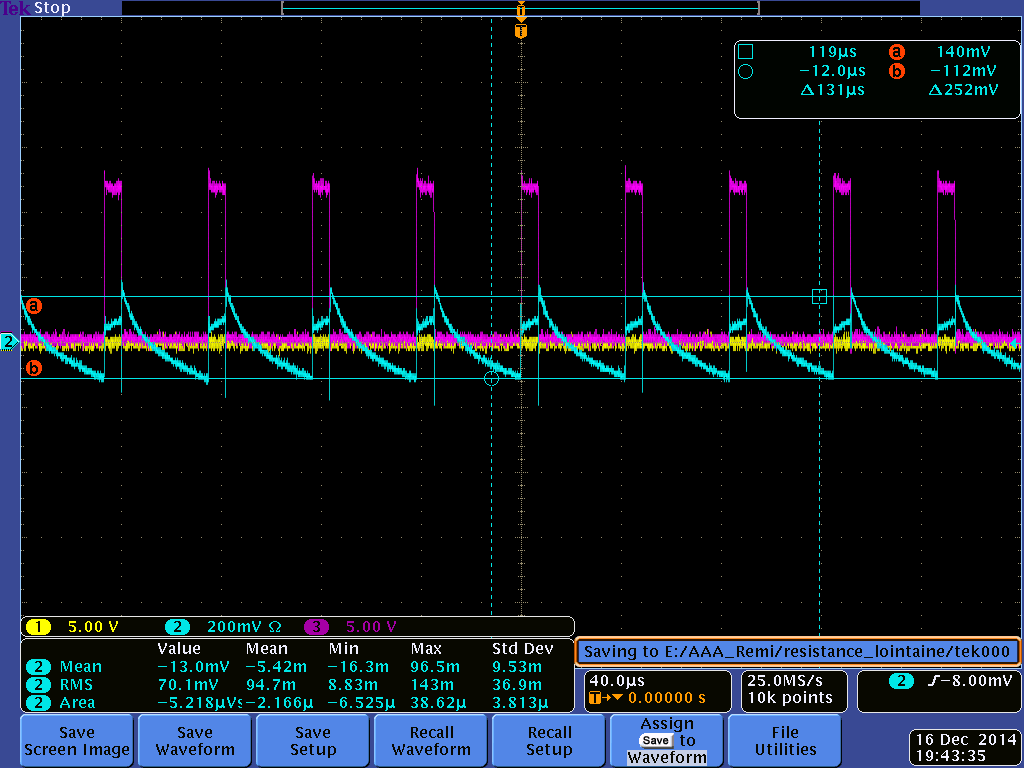 Tek Stop
T
T
119µs a 140mV
−12.0µs b −112mV
Δ131µs Δ252mV
a
2
b
1 5.00 V 2 200mV Ω 3 5.00 V
Value Mean Min Max Std Dev
2 Mean −13.0mV −5.42m −16.3m 96.5m 9.53m
2 RMS 70.1mV 94.7m 8.83m 143m 36.9m
2 Area −5.218µVs −2.166µ −6.525µ 38.62µ 3.813µ
Saving to E:/AAA_Remi/resistance_lointaine/tek000
40.0µs
T→▼ 0.00000 s
25.0MS/s
10k points
2 −8.00mV
Save
Screen Image
Save
Waveform
Save
Setup
Recall
Waveform
Recall
Setup
Assign
Save to
Waveform
File
Utilities
16 Dec 2014
19:43:35